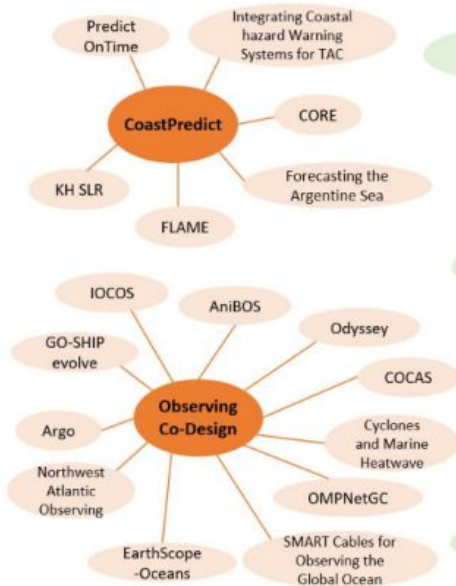 Predict
OnTime
Integrating Coastal
hazard Warning
Systems for TAC
CoastPredict
CORE
KH SLR
Forecasting the
Argentine Sea
FLAME
IOCOS
AniBOS
Odyssey
GO-SHIP
evolve
COCAS
Observing
Co-Design
Argo
Cyclones
and Marine
Heatwave
Northwest
Atlantic
Observing
OMPNetGC
EarthScope
-Oceans
SMART Cables for
Observing the
Global Ocean